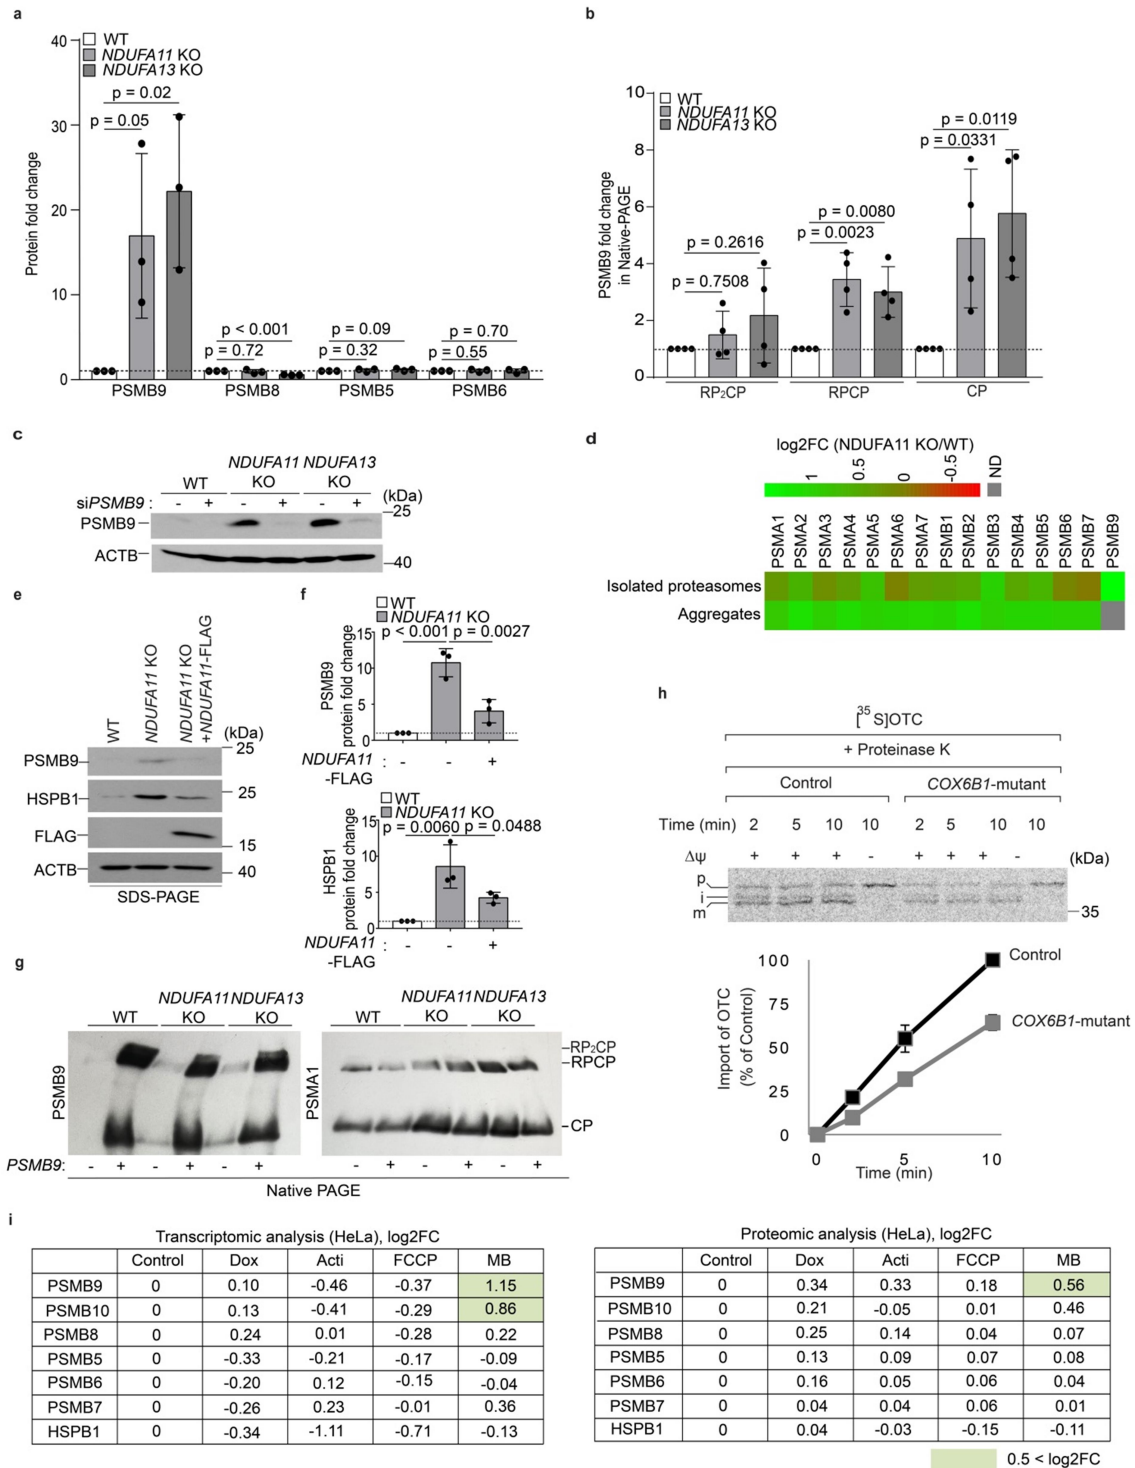 a
40
30
20
10
0
Protein fold change
WT
NDUFA11 KO
NDUFA13 KO
p = 0.02
p = 0.05
p < 0.001
p = 0.72
p = 0.09
p = 0.32
p = 0.70
p = 0.55
PSMB9 PSMB8 PSMB5 PSMB6
b
10
8
6
4
2
0
PSMB9 fold change
in Native-PAGE
WT
NDUFA11 KO
NDUFA13 KO
p = 0.2616
p = 0.7508
p = 0.0080
p = 0.0023
p = 0.0119
p = 0.0331
RP2CP RPCP CP
c
NDUFA11 NDUFA13
WT KO KO
siPSMB9 : - + - + - + (kDa)
PSMB9 25
ACTB 40
d
log2FC (NDUFA11 KO/WT)
1 0.5 0 -0.5 ND
PSMA1 PSMA2 PSMA3 PSMA4 PSMA5 PSMA6 PSMA7 PSMB1 PSMB2 PSMB3 PSMB4 PSMB5 PSMB6 PSMB7 PSMB9
Isolated proteasomes
Aggregates
e
WT
NDUFA11 KO
NDUFA11 KO
+NDUFA11-FLAG
(kDa)
PSMB9 25
HSPB1 25
FLAG 15
ACTB 40
SDS-PAGE
f
WT
NDUFA11 KO
p < 0.001 p = 0.0027
15
10
5
0
PSMB9
protein fold change
NDUFA11
-FLAG : - - +
WT
NDUFA11 KO
p = 0.0060 p = 0.0488
15
10
5
0
HSPB1
protein fold change
NDUFA11
-FLAG : - - +
g
NDUFA11 NDUFA13
WT KO KO
PSMB9
NDUFA11 NDUFA13
WT KO KO
PSMA1
RP2CP
RPCP
CP
PSMB9: - + - + - + - + - + - +
Native PAGE
h
[35S]OTC
+ Proteinase K
Control COX6B1-mutant
Time (min) 2 5 10 10 2 5 10 10
Δψ + + + - + + + - (kDa)
p
i
m 35
100
75
50
25
0
Import of OTC
(% of Control)
Control
COX6B1-mutant
0 5 10
Time (min)
i
Transcriptomic analysis (HeLa), log2FC
Control Dox Acti FCCP MB
PSMB9 0 0.10 -0.46 -0.37 1.15
PSMB10 0 0.13 -0.41 -0.29 0.86
PSMB8 0 0.24 0.01 -0.28 0.22
PSMB5 0 -0.33 -0.21 -0.17 -0.09
PSMB6 0 -0.20 0.12 -0.15 -0.04
PSMB7 0 -0.26 0.23 -0.01 0.36
HSPB1 0 -0.34 -1.11 -0.71 -0.13
Proteomic analysis (HeLa), log2FC
Control Dox Acti FCCP MB
PSMB9 0 0.34 0.33 0.18 0.56
PSMB10 0 0.21 -0.05 0.01 0.46
PSMB8 0 0.25 0.14 0.04 0.07
PSMB5 0 0.13 0.09 0.07 0.08
PSMB6 0 0.16 0.05 0.06 0.04
PSMB7 0 0.04 0.04 0.06 0.01
HSPB1 0 0.04 -0.03 -0.15 -0.11
0.5 < log2FC